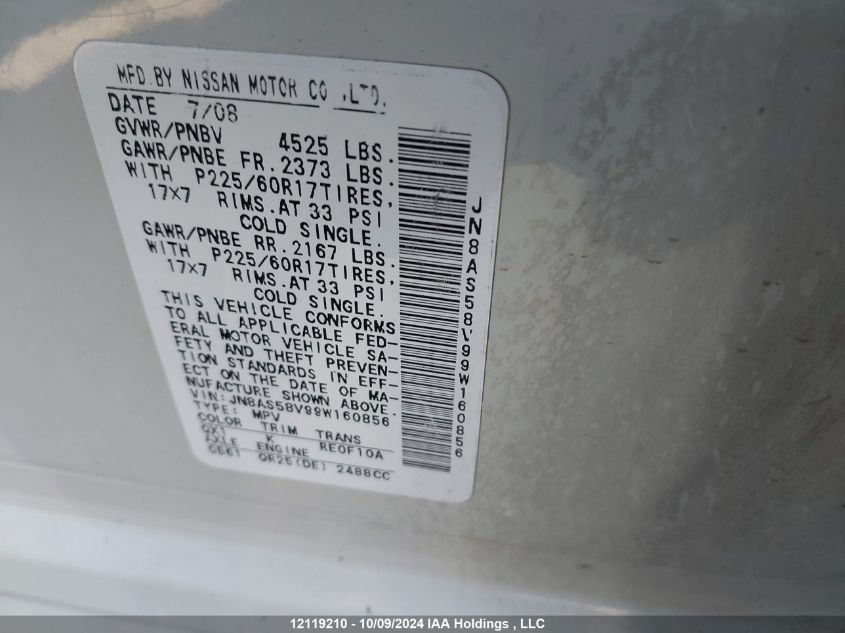 MFD.BY NISSAN MOTOR CO.,LTD.
DATE 7/08
GVWR/PNBV 4525 LBS.
GAWR/PNBE FR.2373 LBS.
WITH P225/60R17TIRES,
17X7 RIMS.AT 33 PSI
COLD SINGLE.
GAWR/PNBE RR.2167 LBS.
WITH P225/60R17TIRES,
17X7 RIMS.AT 33 PSI
COLD SINGLE.
THIS VEHICLE CONFORMS
TO ALL APPLICABLE FED-
ERAL MOTOR VEHICLE SA-
FETY AND THEFT PREVEN-
TION STANDARDS IN EFF-
ECT ON THE DATE OF MA-
NUFACTURE SHOWN ABOVE.
VIN:JN8AS58V99W160856
TYPE: MPV
COLOR TRIM TRANS
QX1 K RE0F10A
AXLE ENGINE
GE61 QR25(DE) 2488CC
JN8AS58V99W160856
12119210 - 10/09/2024 IAA Holdings , LLC